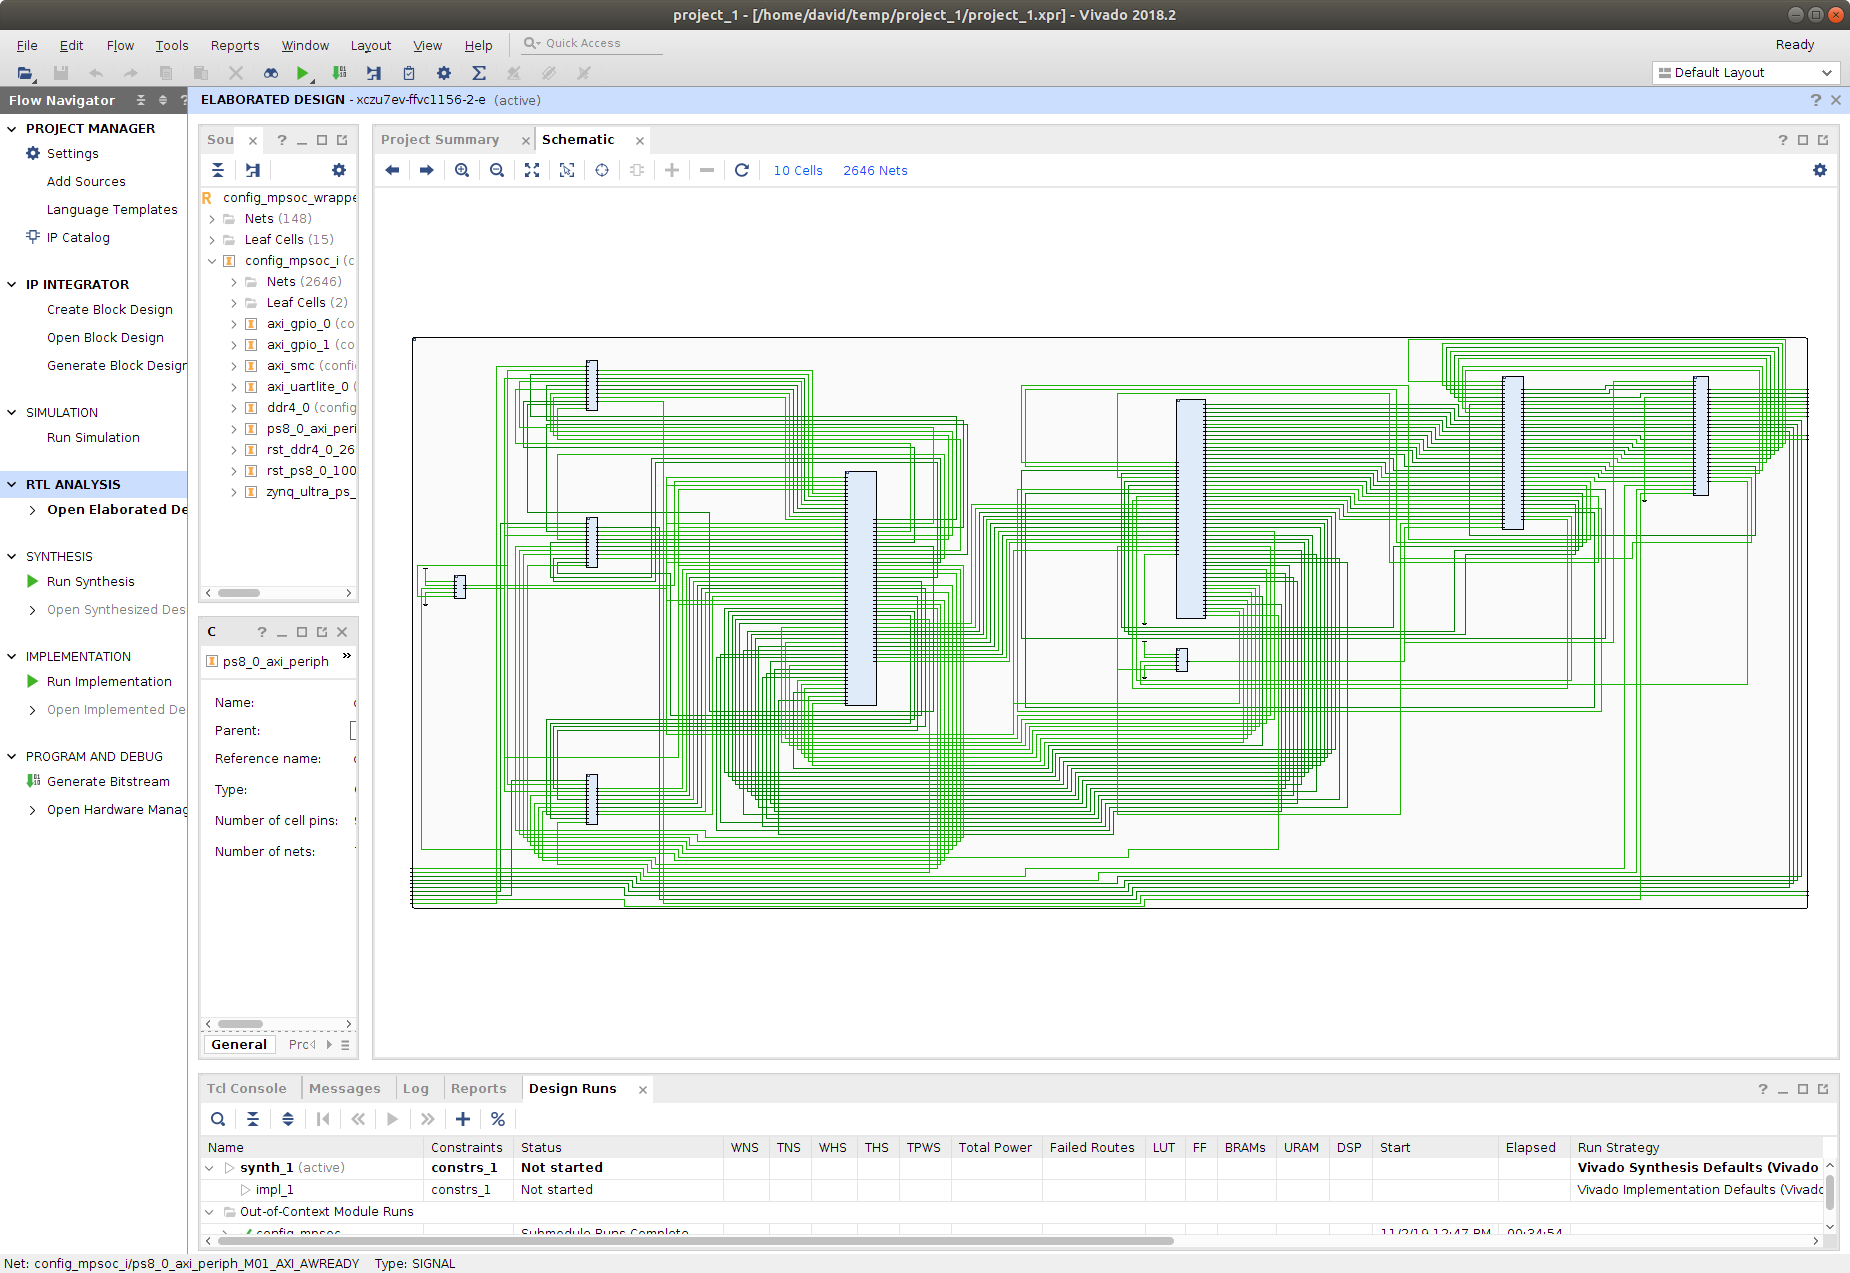 project_1 - [/home/david/temp/project_1/project_1.xpr] - Vivado 2018.2
File Edit Flow Tools Reports Window Layout View Help Quick Access Ready
Default Layout
Flow Navigator ?
ELABORATED DESIGN - xczu7ev-ffvc1156-2-e (active) ?
PROJECT MANAGER
Settings
Add Sources
Language Templates
IP Catalog
IP INTEGRATOR
Create Block Design
Open Block Design
Generate Block Design
SIMULATION
Run Simulation
RTL ANALYSIS
Open Elaborated De
SYNTHESIS
Run Synthesis
Open Synthesized Des
IMPLEMENTATION
Run Implementation
Open Implemented De
PROGRAM AND DEBUG
Generate Bitstream
Open Hardware Manag
Sou ?
R config_mpsoc_wrappe
Nets (148)
Leaf Cells (15)
config_mpsoc_i (c
Nets (2646)
Leaf Cells (2)
axi_gpio_0 (co
axi_gpio_1 (co
axi_smc (confi
axi_uartlite_0 (
ddr4_0 (config
ps8_0_axi_peri
rst_ddr4_0_26
rst_ps8_0_100
zynq_ultra_ps_
C ?
ps8_0_axi_periph »
Name:
Parent:
Reference name:
Type:
Number of cell pins:
Number of nets:
General Pro
Project Summary Schematic ?
10 Cells 2646 Nets
Tcl Console Messages Log Reports Design Runs ?
Name Constraints Status WNS TNS WHS THS TPWS Total Power Failed Routes LUT FF BRAMs URAM DSP Start Elapsed Run Strategy
synth_1 (active) constrs_1 Not started Vivado Synthesis Defaults (Vivado
impl_1 constrs_1 Not started Vivado Implementation Defaults (Vivado
Out-of-Context Module Runs
config_mpsoc Submodule Runs Complete 11/2/19 12:47 PM 00:34:54
Net: config_mpsoc_i/ps8_0_axi_periph_M01_AXI_AWREADY Type: SIGNAL